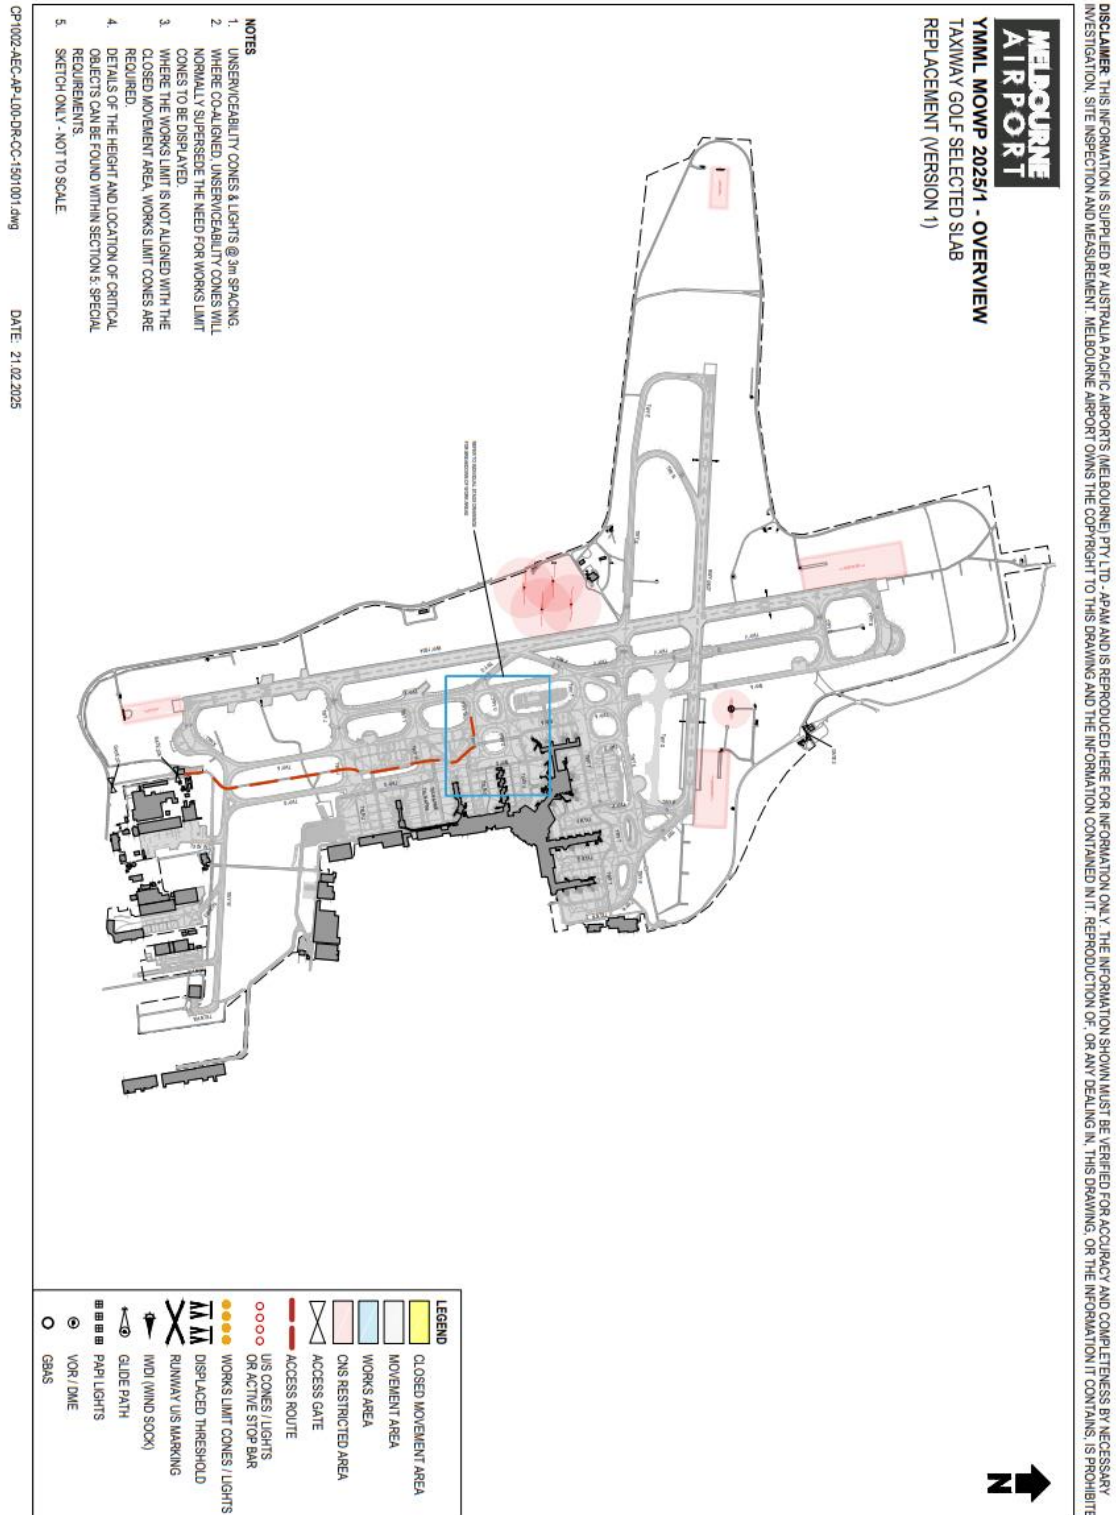 DISCLAIMER: THIS INFORMATION IS SUPPLIED BY AUSTRALIA PACIFIC AIRPORTS (MELBOURNE) PTY LTD - APAM AND IS REPRODUCED HERE FOR INFORMATION ONLY. THE INFORMATION SHOWN MUST BE VERIFIED FOR ACCURACY AND COMPLETENESS BY NECESSARY
INVESTIGATION, SITE INSPECTION AND MEASUREMENT. MELBOURNE AIRPORT OWNS THE COPYRIGHT TO THIS DRAWING AND THE INFORMATION CONTAINED IN IT. REPRODUCTION OF, OR ANY DEALING IN, THIS DRAWING, OR THE INFORMATION IT CONTAINS, IS PROHIBITE
MELBOURNE
AIRPORT
YMML MOWP 2025/1 - OVERVIEW
TAXIWAY GOLF SELECTED SLAB
REPLACEMENT (VERSION 1)
N
NOTES
1. UNSERVICEABILITY CONES & LIGHTS @ 3m SPACING.
2. WHERE CO-ALIGNED, UNSERVICEABILITY CONES WILL
NORMALLY SUPERSEDE THE NEED FOR WORKS LIMIT
CONES TO BE DISPLAYED.
3. WHERE THE WORKS LIMIT IS NOT ALIGNED WITH THE
CLOSED MOVEMENT AREA, WORKS LIMIT CONES ARE
REQUIRED.
4. DETAILS OF THE HEIGHT AND LOCATION OF CRITICAL
OBJECTS CAN BE FOUND WITHIN SECTION 5: SPECIAL
REQUIREMENTS.
5. SKETCH ONLY - NOT TO SCALE.
LEGEND
CLOSED MOVEMENT AREA
MOVEMENT AREA
WORKS AREA
CNS RESTRICTED AREA
ACCESS GATE
ACCESS ROUTE
U/S CONES / LIGHTS
OR ACTIVE STOP BAR
WORKS LIMIT CONES / LIGHTS
DISPLACED THRESHOLD
RUNWAY U/S MARKING
IWDI (WIND SOCK)
GLIDE PATH
PAPI LIGHTS
VOR / DME
GBAS
CP1002-AEC-AP-L00-DR-CC-1501001.dwg
DATE: 21.02.2025